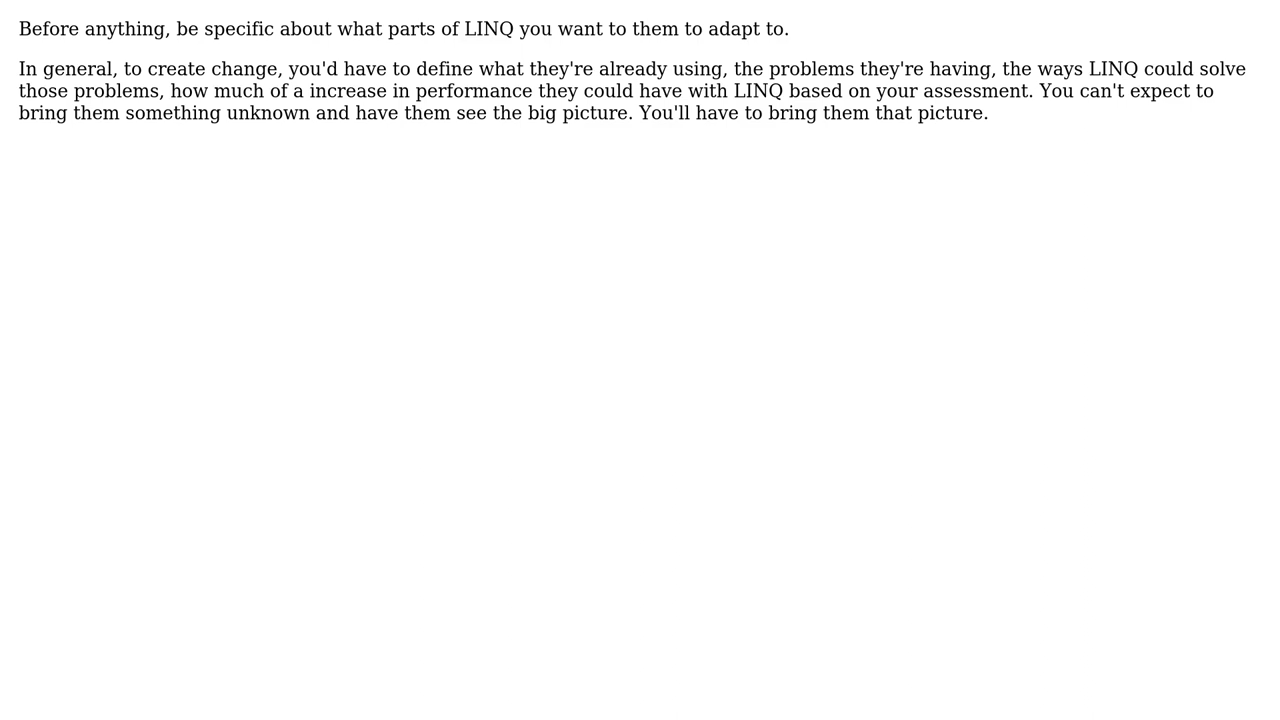 Before anything, be specific about what parts of LINQ you want to them to adapt to.
In general, to create change, you'd have to define what they're already using, the problems they're having, the ways LINQ could solve
those problems, how much of a increase in performance they could have with LINQ based on your assessment. You can't expect to
bring them something unknown and have them see the big picture. You'll have to bring them that picture.